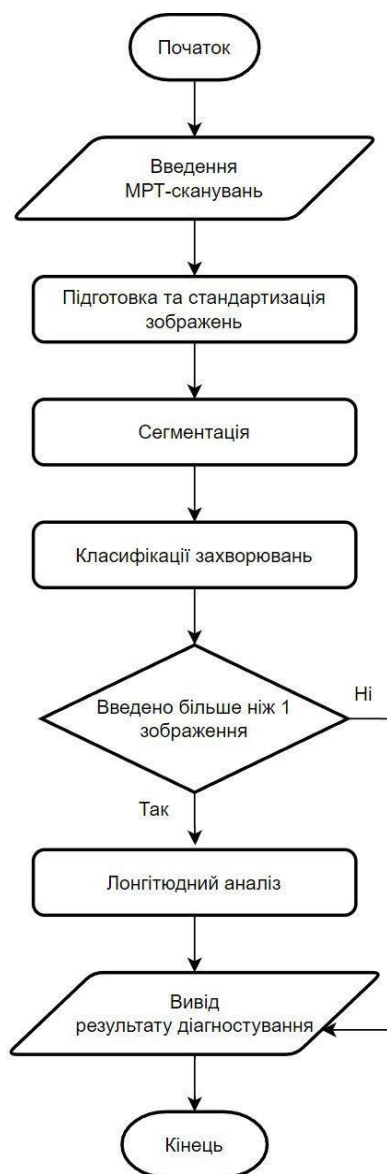 Початок
Введення
МРТ-сканувань
Підготовка та стандартизація
зображень
Сегментація
Класифікації захворювань
Введено більше ніж 1
зображення
Ні
Так
Лонгітюдний аналіз
Вивід
результату діагностування
Кінець